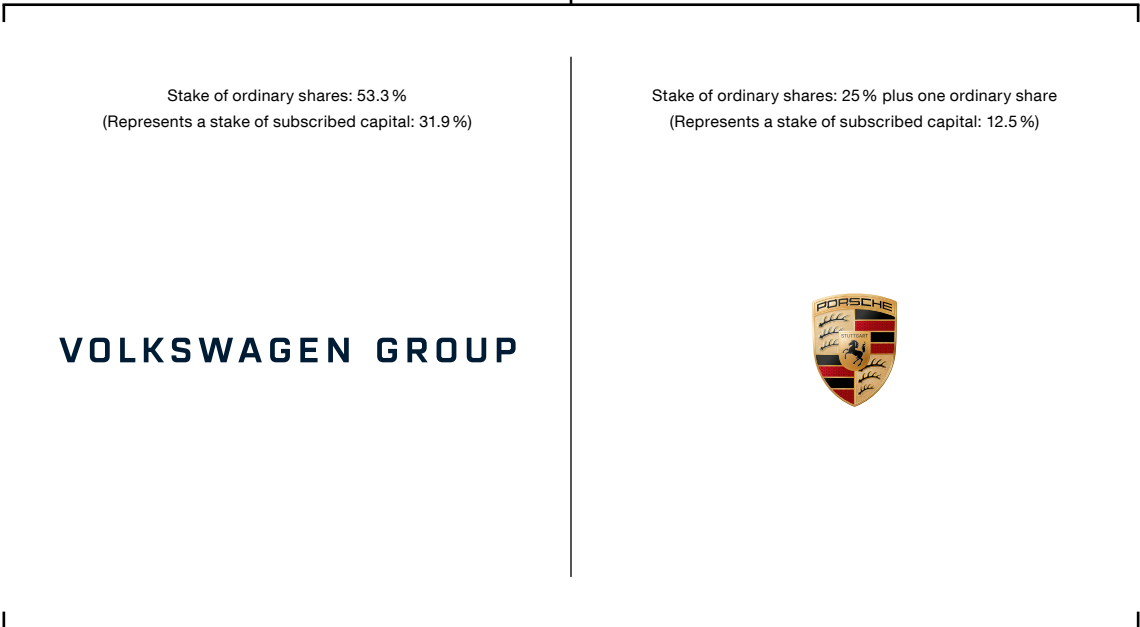 Stake of ordinary shares: 53.3 %
(Represents a stake of subscribed capital: 31.9 %)
Stake of ordinary shares: 25 % plus one ordinary share
(Represents a stake of subscribed capital: 12.5 %)
VOLKSWAGEN GROUP
PORSCHE
STUTTGART